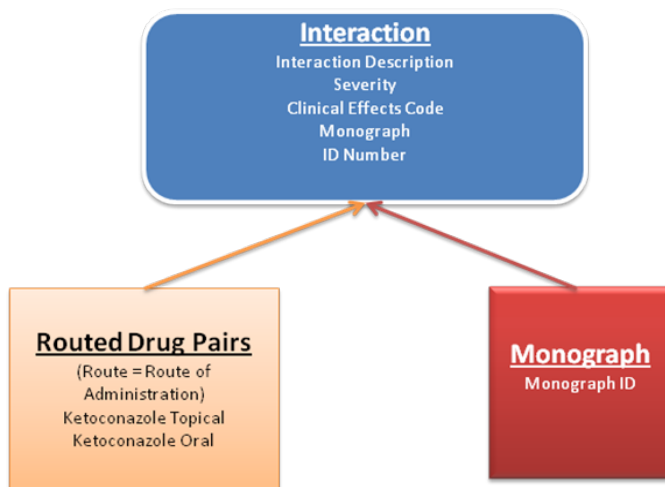 Interaction
Interaction Description
Severity
Clinical Effects Code
Monograph
ID Number
Routed Drug Pairs
(Route = Route of
Administration)
Ketoconazole Topical
Ketoconazole Oral
Monograph
Monograph ID